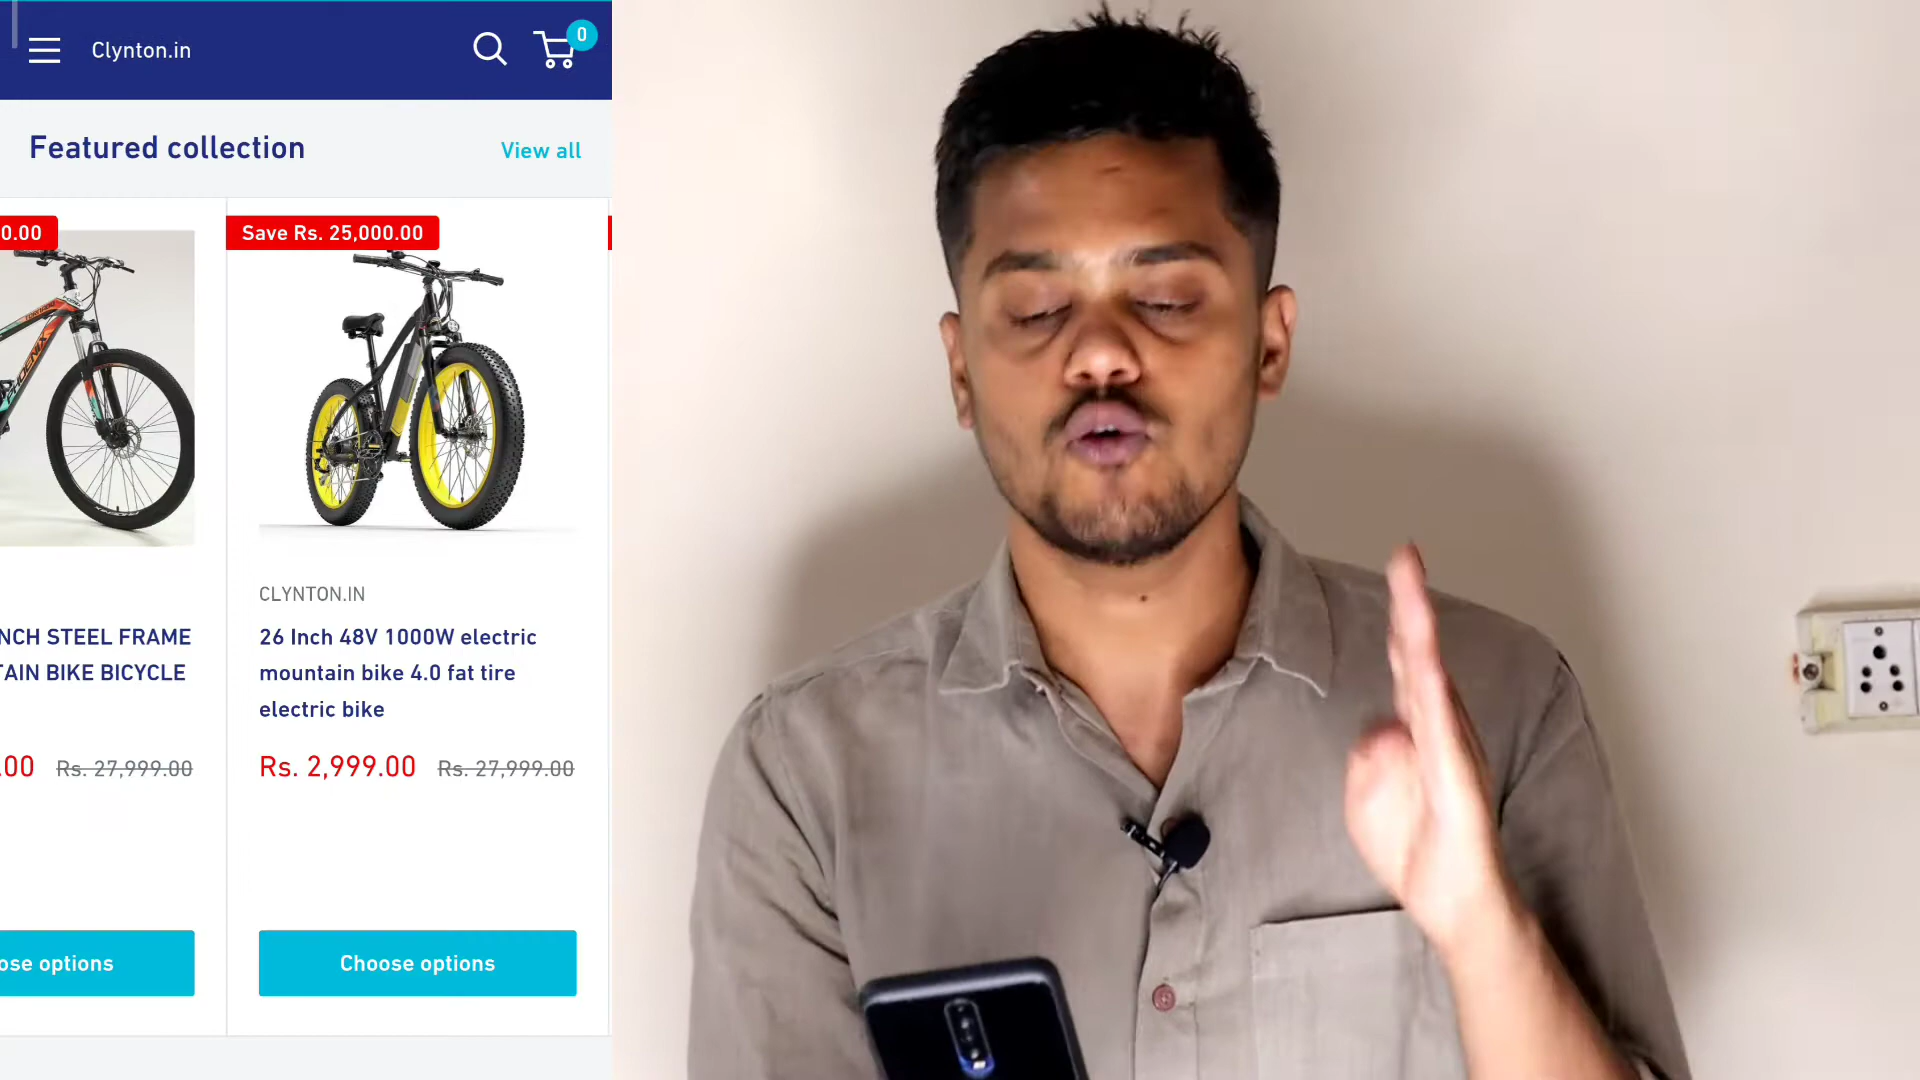 Clynton.in
0
Featured collection
View all
0.00
Save Rs. 25,000.00
PHOENIX
CLYNTON.IN
NCH STEEL FRAME
TAIN BIKE BICYCLE
26 Inch 48V 1000W electric
mountain bike 4.0 fat tire
electric bike
.00 Rs. 27,999.00
Rs. 2,999.00 Rs. 27,999.00
ose options
Choose options